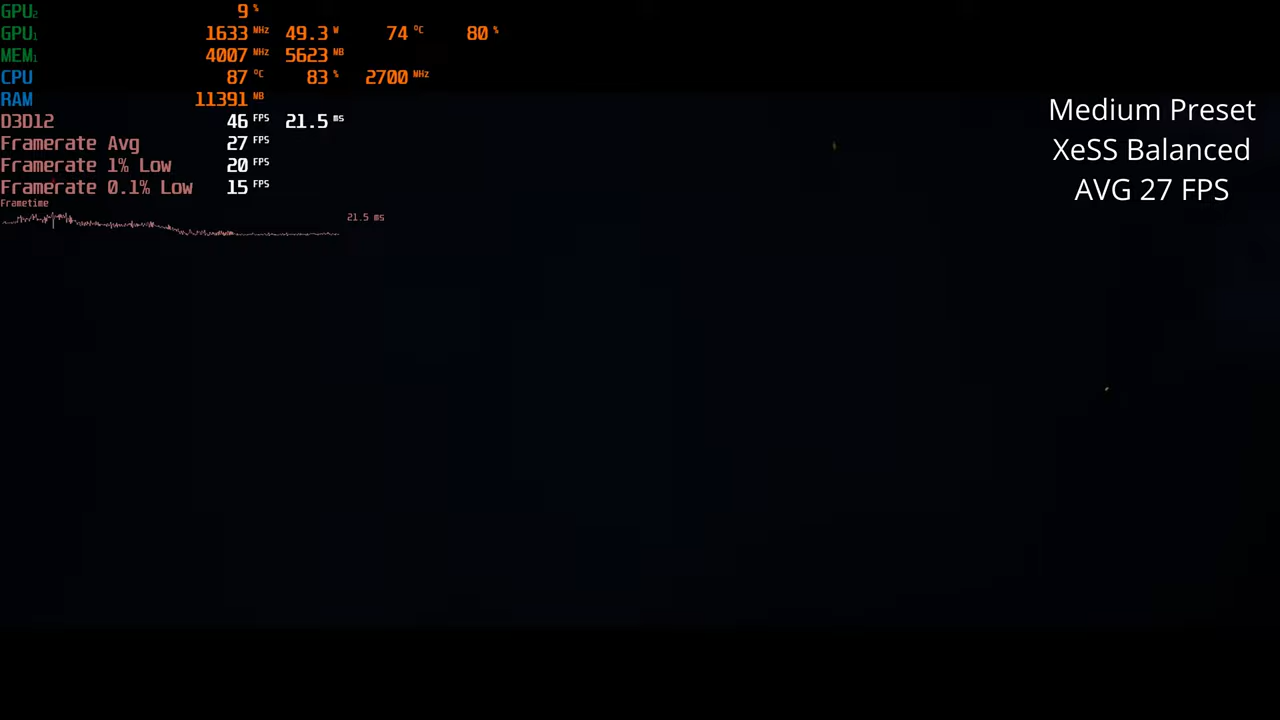 GPU₂ 9 %
GPU₁ 1633 MHz 49.3 W 74 °C 80 %
MEM₁ 4007 MHz 5623 MB
CPU 87 °C 83 % 2700 MHz
RAM 11391 MB
D3D12 46 FPS 21.5 ms
Framerate Avg 27 FPS
Framerate 1% Low 20 FPS
Framerate 0.1% Low 15 FPS
Frametime
21.5 ms
Medium Preset
XeSS Balanced
AVG 27 FPS